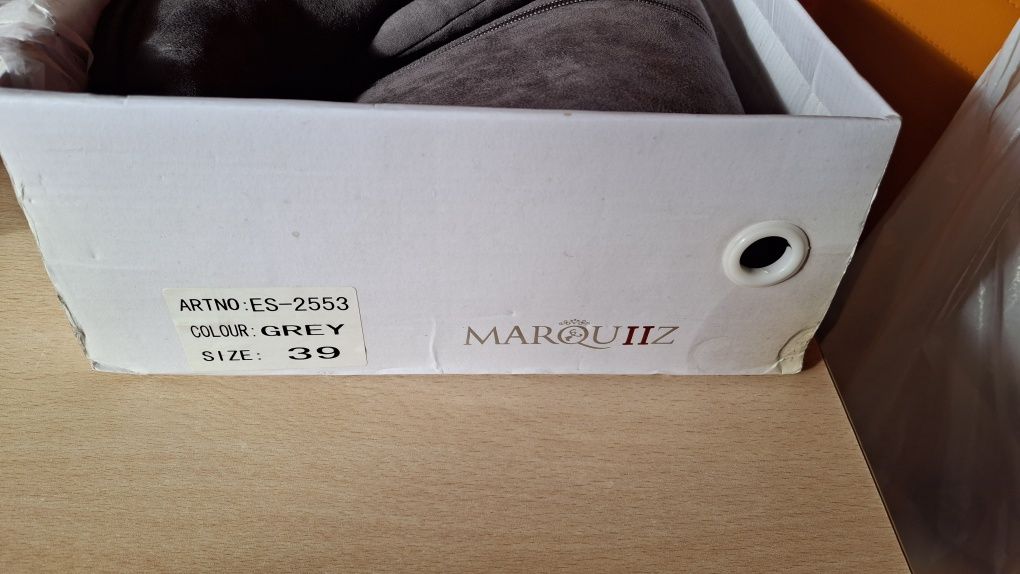 ARTNO:ES-2553
COLOUR:GREY
SIZE: 39
MARQUIIZ